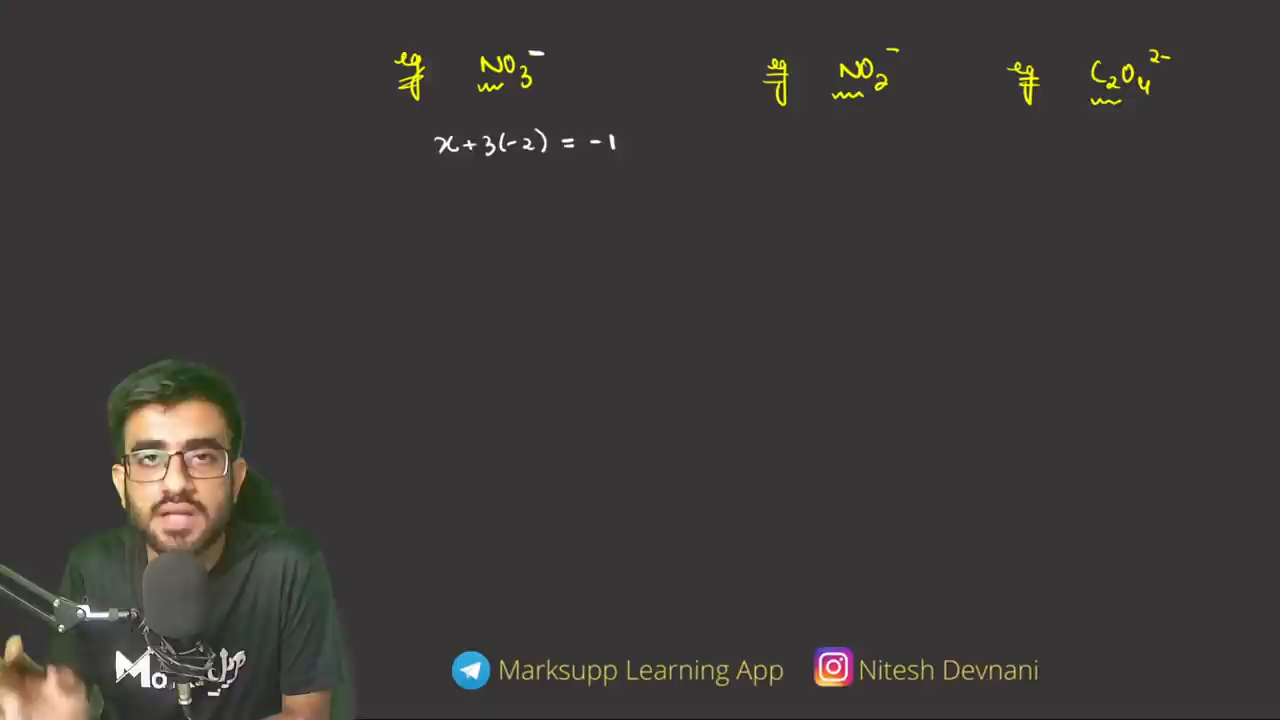 eg NO₃⁻ eg NO₂⁻ eg C₂O₄²⁻
x + 3(-2) = -1
Marksupp Learning App Nitesh Devnani